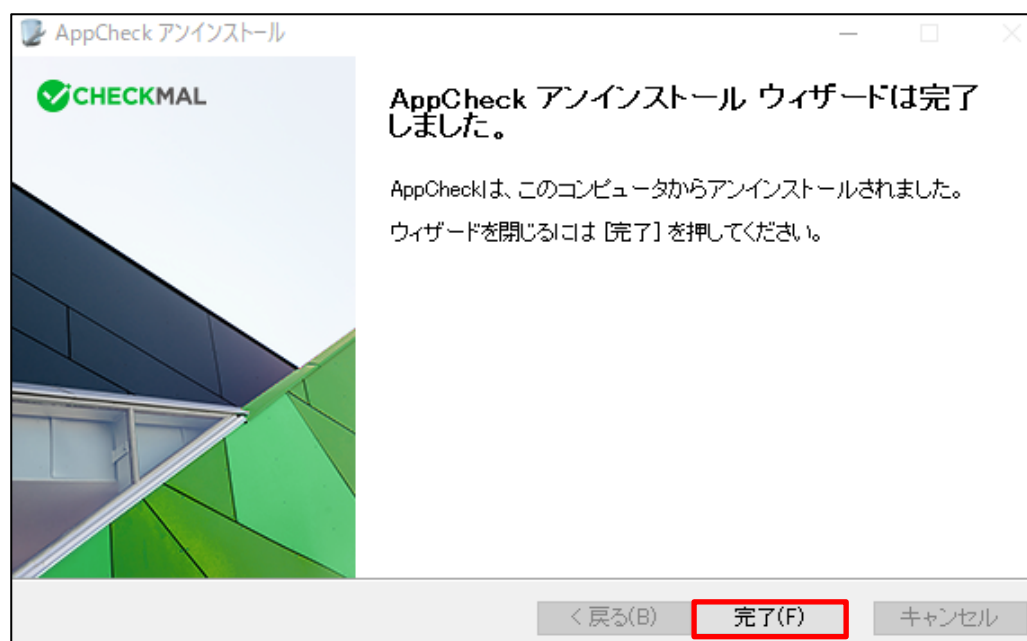 AppCheck アンインストール
CHECKMAL
AppCheck アンインストール ウィザードは完了
しました。
AppCheckは、このコンピュータからアンインストールされました。
ウィザードを閉じるには [完了] を押してください。
< 戻る(B)
完了(F)
キャンセル